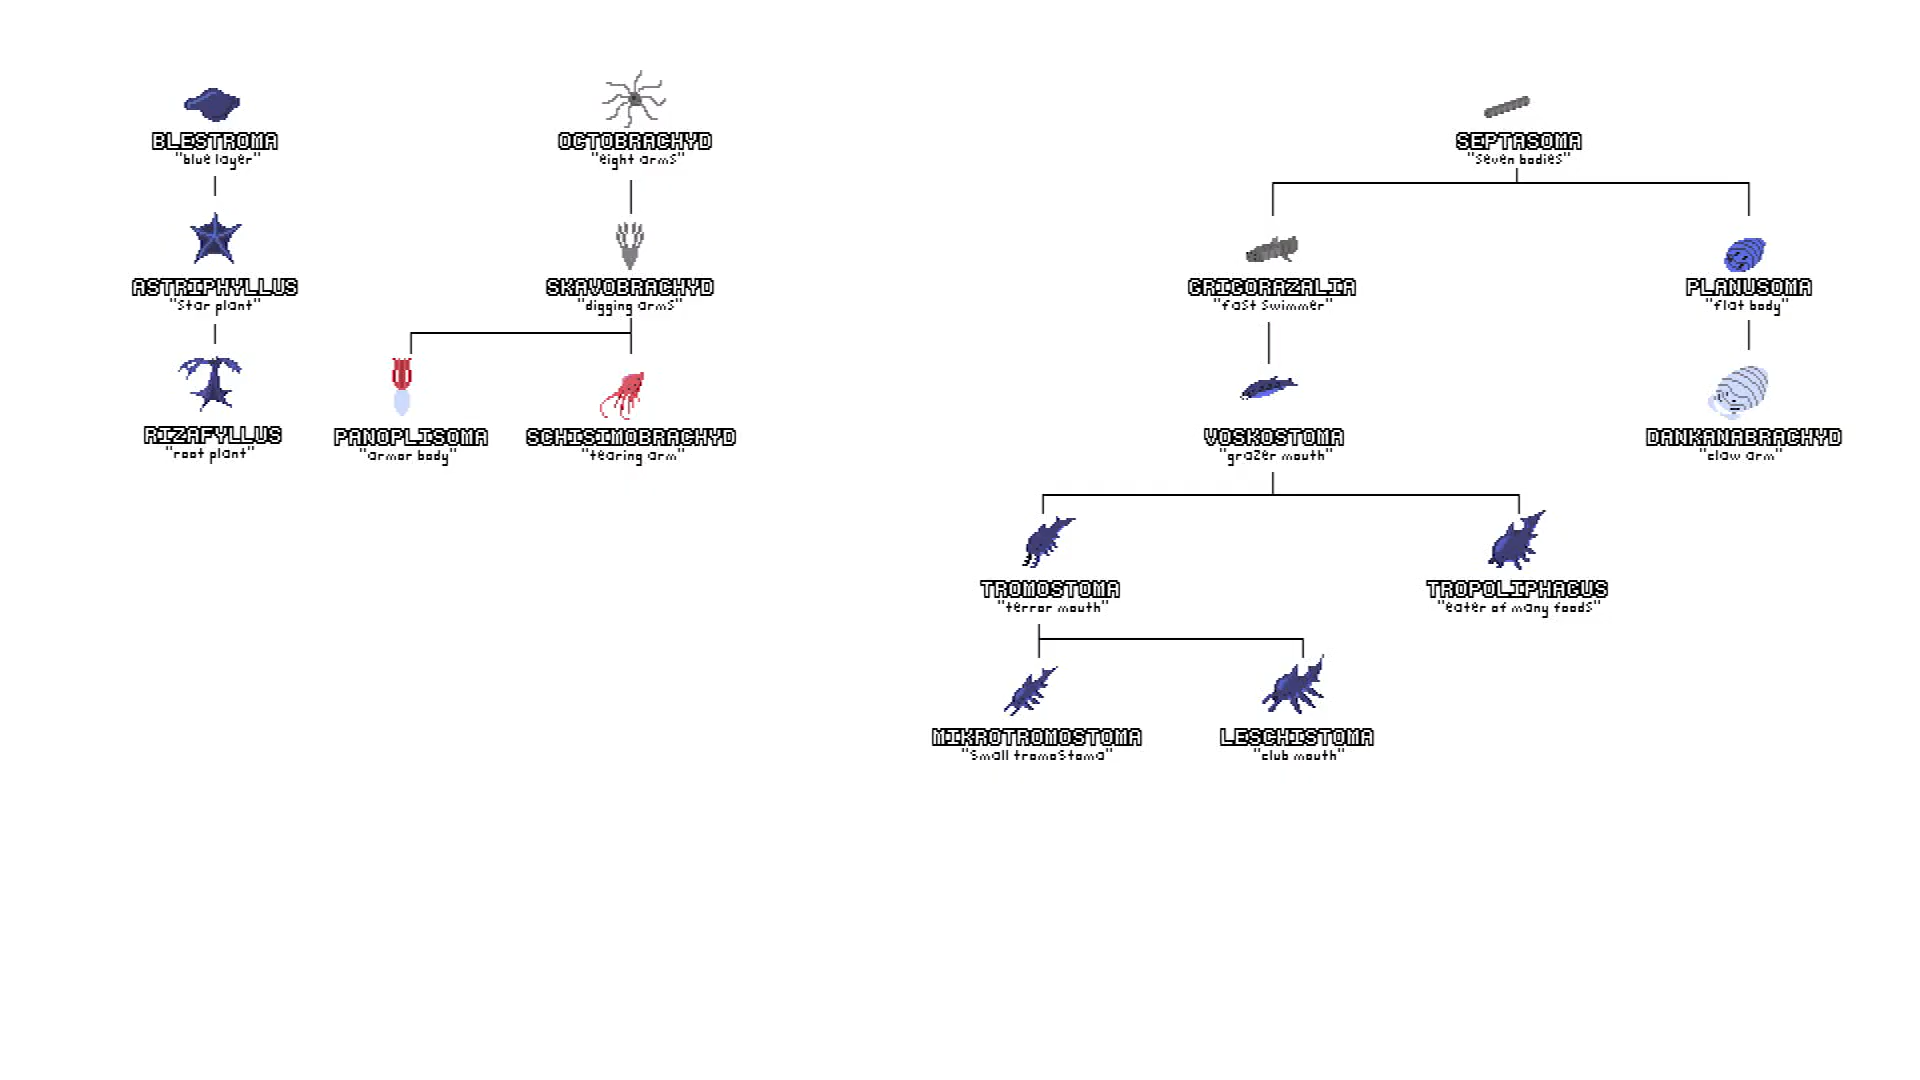 BLESTROMA
"blue layer"
OCTOBRACHYD
"eight arms"
SEPTASOMA
"seven bodies"
ASTRIPHYLLUS
"star plant"
SKAVOBRACHYD
"digging arms"
GRIGORAZALIA
"fast swimmer"
PLANUSOMA
"flat body"
RIZAFYLLUS
"root plant"
PANOPLISOMA
"armor body"
SCHISIMOBRACHYD
"tearing arm"
VOSKOSTOMA
"grazer mouth"
DANKANABRACHYD
"claw arm"
TROMOSTOMA
"terror mouth"
TROPOLIPHAGUS
"eater of many foods"
MIKROTROMOSTOMA
"small tromostoma"
LESCHISTOMA
"club mouth"